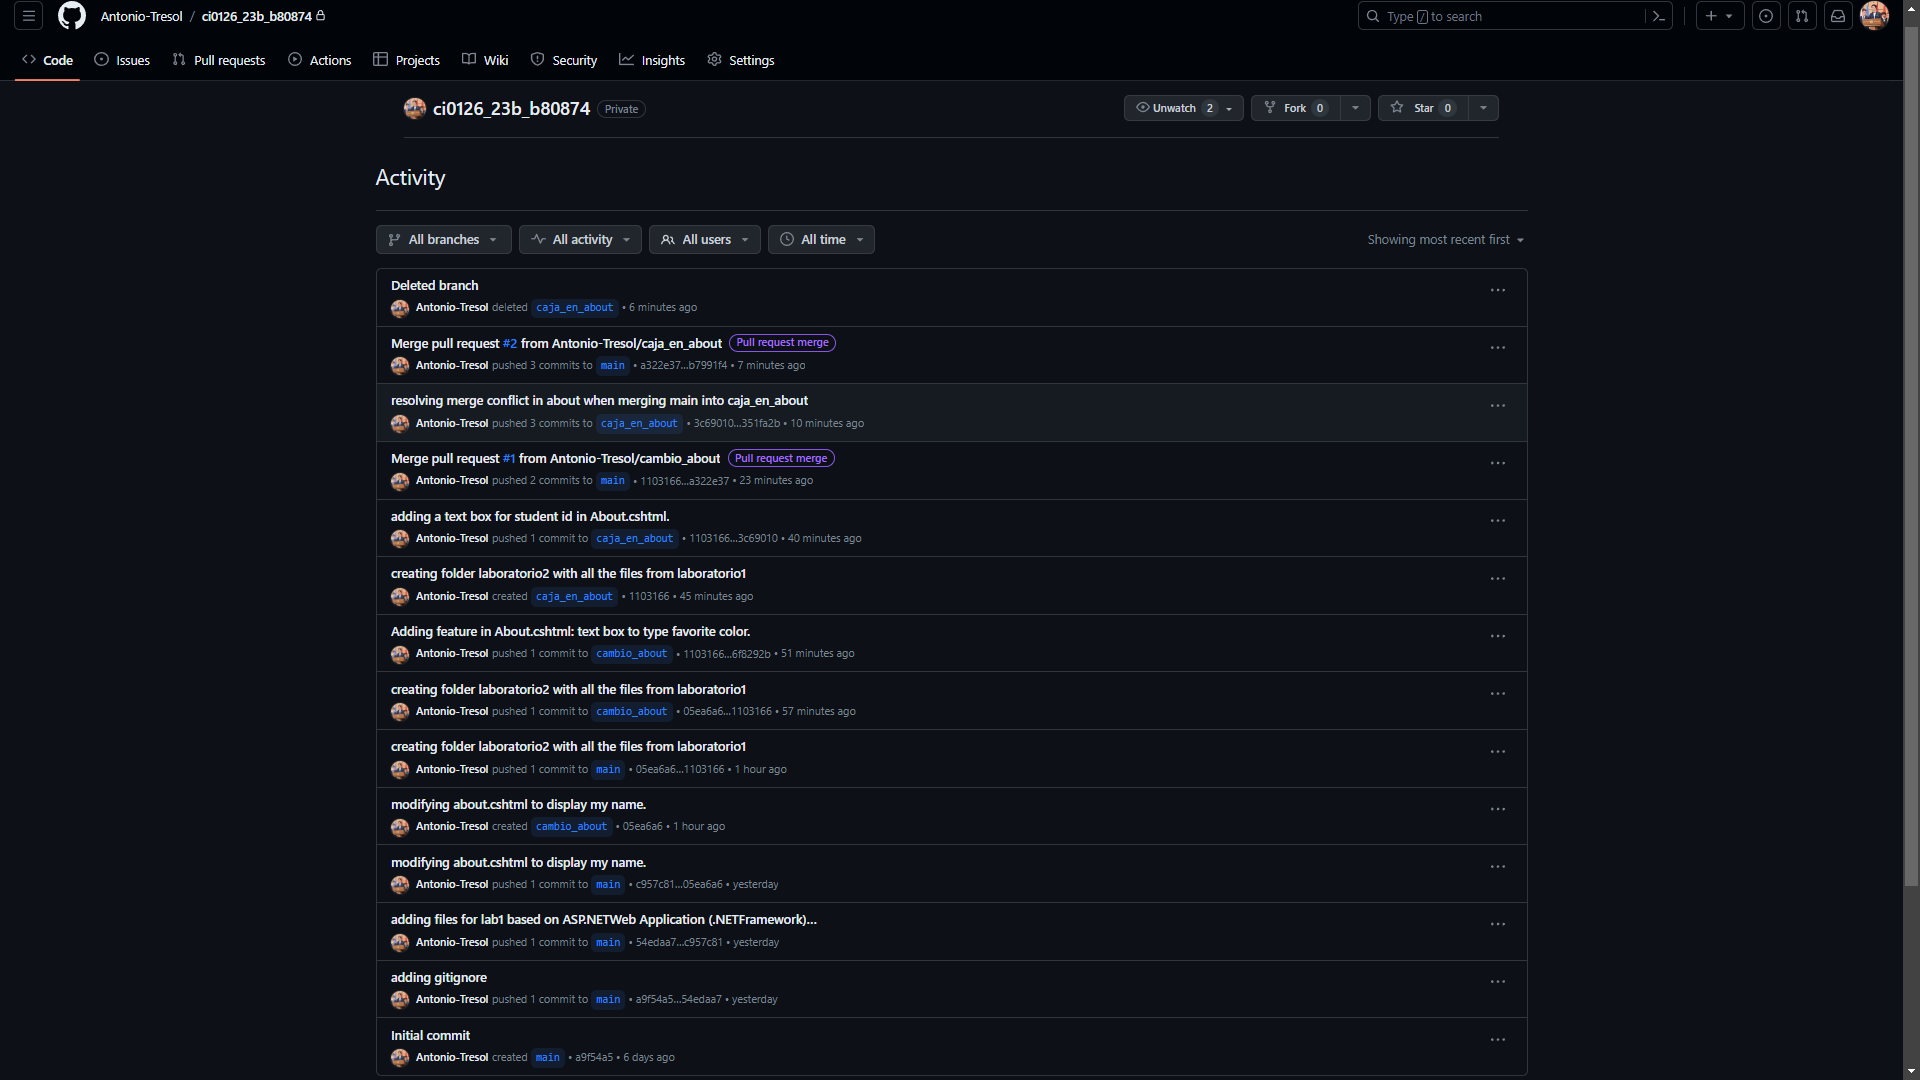 Antonio-Tresol / ci0126_23b_b80874
Type / to search
Code Issues Pull requests Actions Projects Wiki Security Insights Settings
ci0126_23b_b80874 Private
Unwatch 2 Fork 0 Star 0
Activity
All branches All activity All users All time Showing most recent first
Deleted branch
Antonio-Tresol deleted caja_en_about • 6 minutes ago
Merge pull request #2 from Antonio-Tresol/caja_en_about Pull request merge
Antonio-Tresol pushed 3 commits to main • a322e37...b7991f4 • 7 minutes ago
resolving merge conflict in about when merging main into caja_en_about
Antonio-Tresol pushed 3 commits to caja_en_about • 3c69010...351fa2b • 10 minutes ago
Merge pull request #1 from Antonio-Tresol/cambio_about Pull request merge
Antonio-Tresol pushed 2 commits to main • 1103166...a322e37 • 23 minutes ago
adding a text box for student id in About.cshtml.
Antonio-Tresol pushed 1 commit to caja_en_about • 1103166...3c69010 • 40 minutes ago
creating folder laboratorio2 with all the files from laboratorio1
Antonio-Tresol created caja_en_about • 1103166 • 45 minutes ago
Adding feature in About.cshtml: text box to type favorite color.
Antonio-Tresol pushed 1 commit to cambio_about • 1103166...6f8292b • 51 minutes ago
creating folder laboratorio2 with all the files from laboratorio1
Antonio-Tresol pushed 1 commit to cambio_about • 05ea6a6...1103166 • 57 minutes ago
creating folder laboratorio2 with all the files from laboratorio1
Antonio-Tresol pushed 1 commit to main • 05ea6a6...1103166 • 1 hour ago
modifying about.cshtml to display my name.
Antonio-Tresol created cambio_about • 05ea6a6 • 1 hour ago
modifying about.cshtml to display my name.
Antonio-Tresol pushed 1 commit to main • c957c81...05ea6a6 • yesterday
adding files for lab1 based on ASP.NETWeb Application (.NETFramework)...
Antonio-Tresol pushed 1 commit to main • 54edaa7...c957c81 • yesterday
adding gitignore
Antonio-Tresol pushed 1 commit to main • a9f54a5...54edaa7 • yesterday
Initial commit
Antonio-Tresol created main • a9f54a5 • 6 days ago